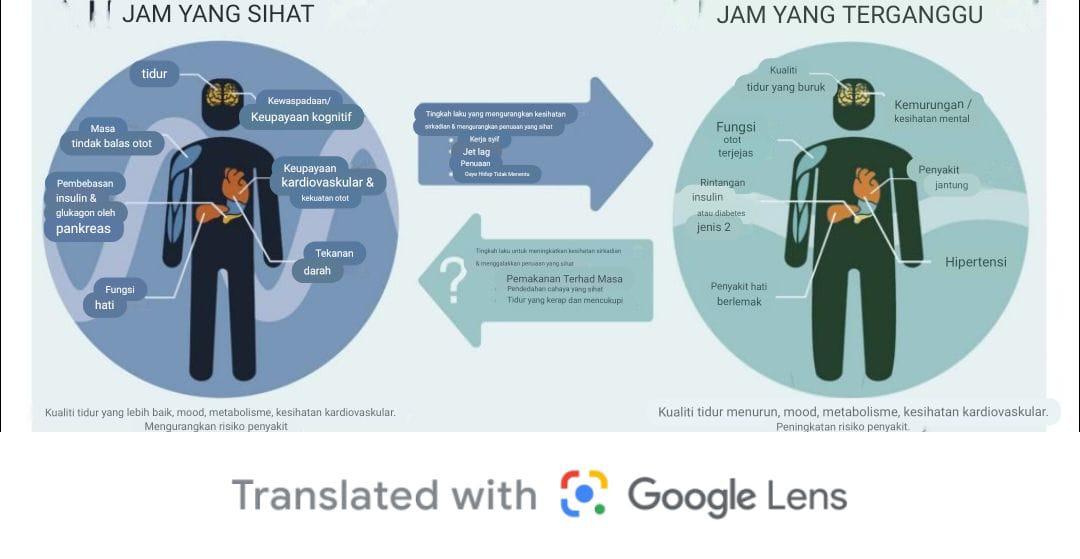 JAM YANG SIHAT
tidur
Kewaspadaan/
Keupayaan kognitif
Masa
tindak balas otot
Keupayaan
kardiovaskular &
kekuatan otot
Pembebasan
insulin &
glukagon oleh
pankreas
Tekanan
darah
Fungsi
hati
Kualiti tidur yang lebih baik, mood, metabolisme, kesihatan kardiovaskular.
Mengurangkan risiko penyakit
Tingkah laku yang mengurangkan kesihatan
sirkadian & mengurangkan penuaan yang sihat
Kerja syif
Jet lag
Penuaan
Gaya Hidup Tidak Menentu
?
Tingkah laku untuk meningkatkan kesihatan sirkadian
& menggalakkan penuaan yang sihat
Pemakanan Terhad Masa
Pendedahan cahaya yang sihat
Tidur yang kerap dan mencukupi
JAM YANG TERGANGGU
Kualiti
tidur yang buruk
Kemurungan /
kesihatan mental
Fungsi
otot
terjejas
Penyakit
jantung
Rintangan
insulin
atau diabetes
jenis 2
Hipertensi
Penyakit hati
berlemak
Kualiti tidur menurun, mood, metabolisme, kesihatan kardiovaskular.
Peningkatan risiko penyakit.
Translated with Google Lens